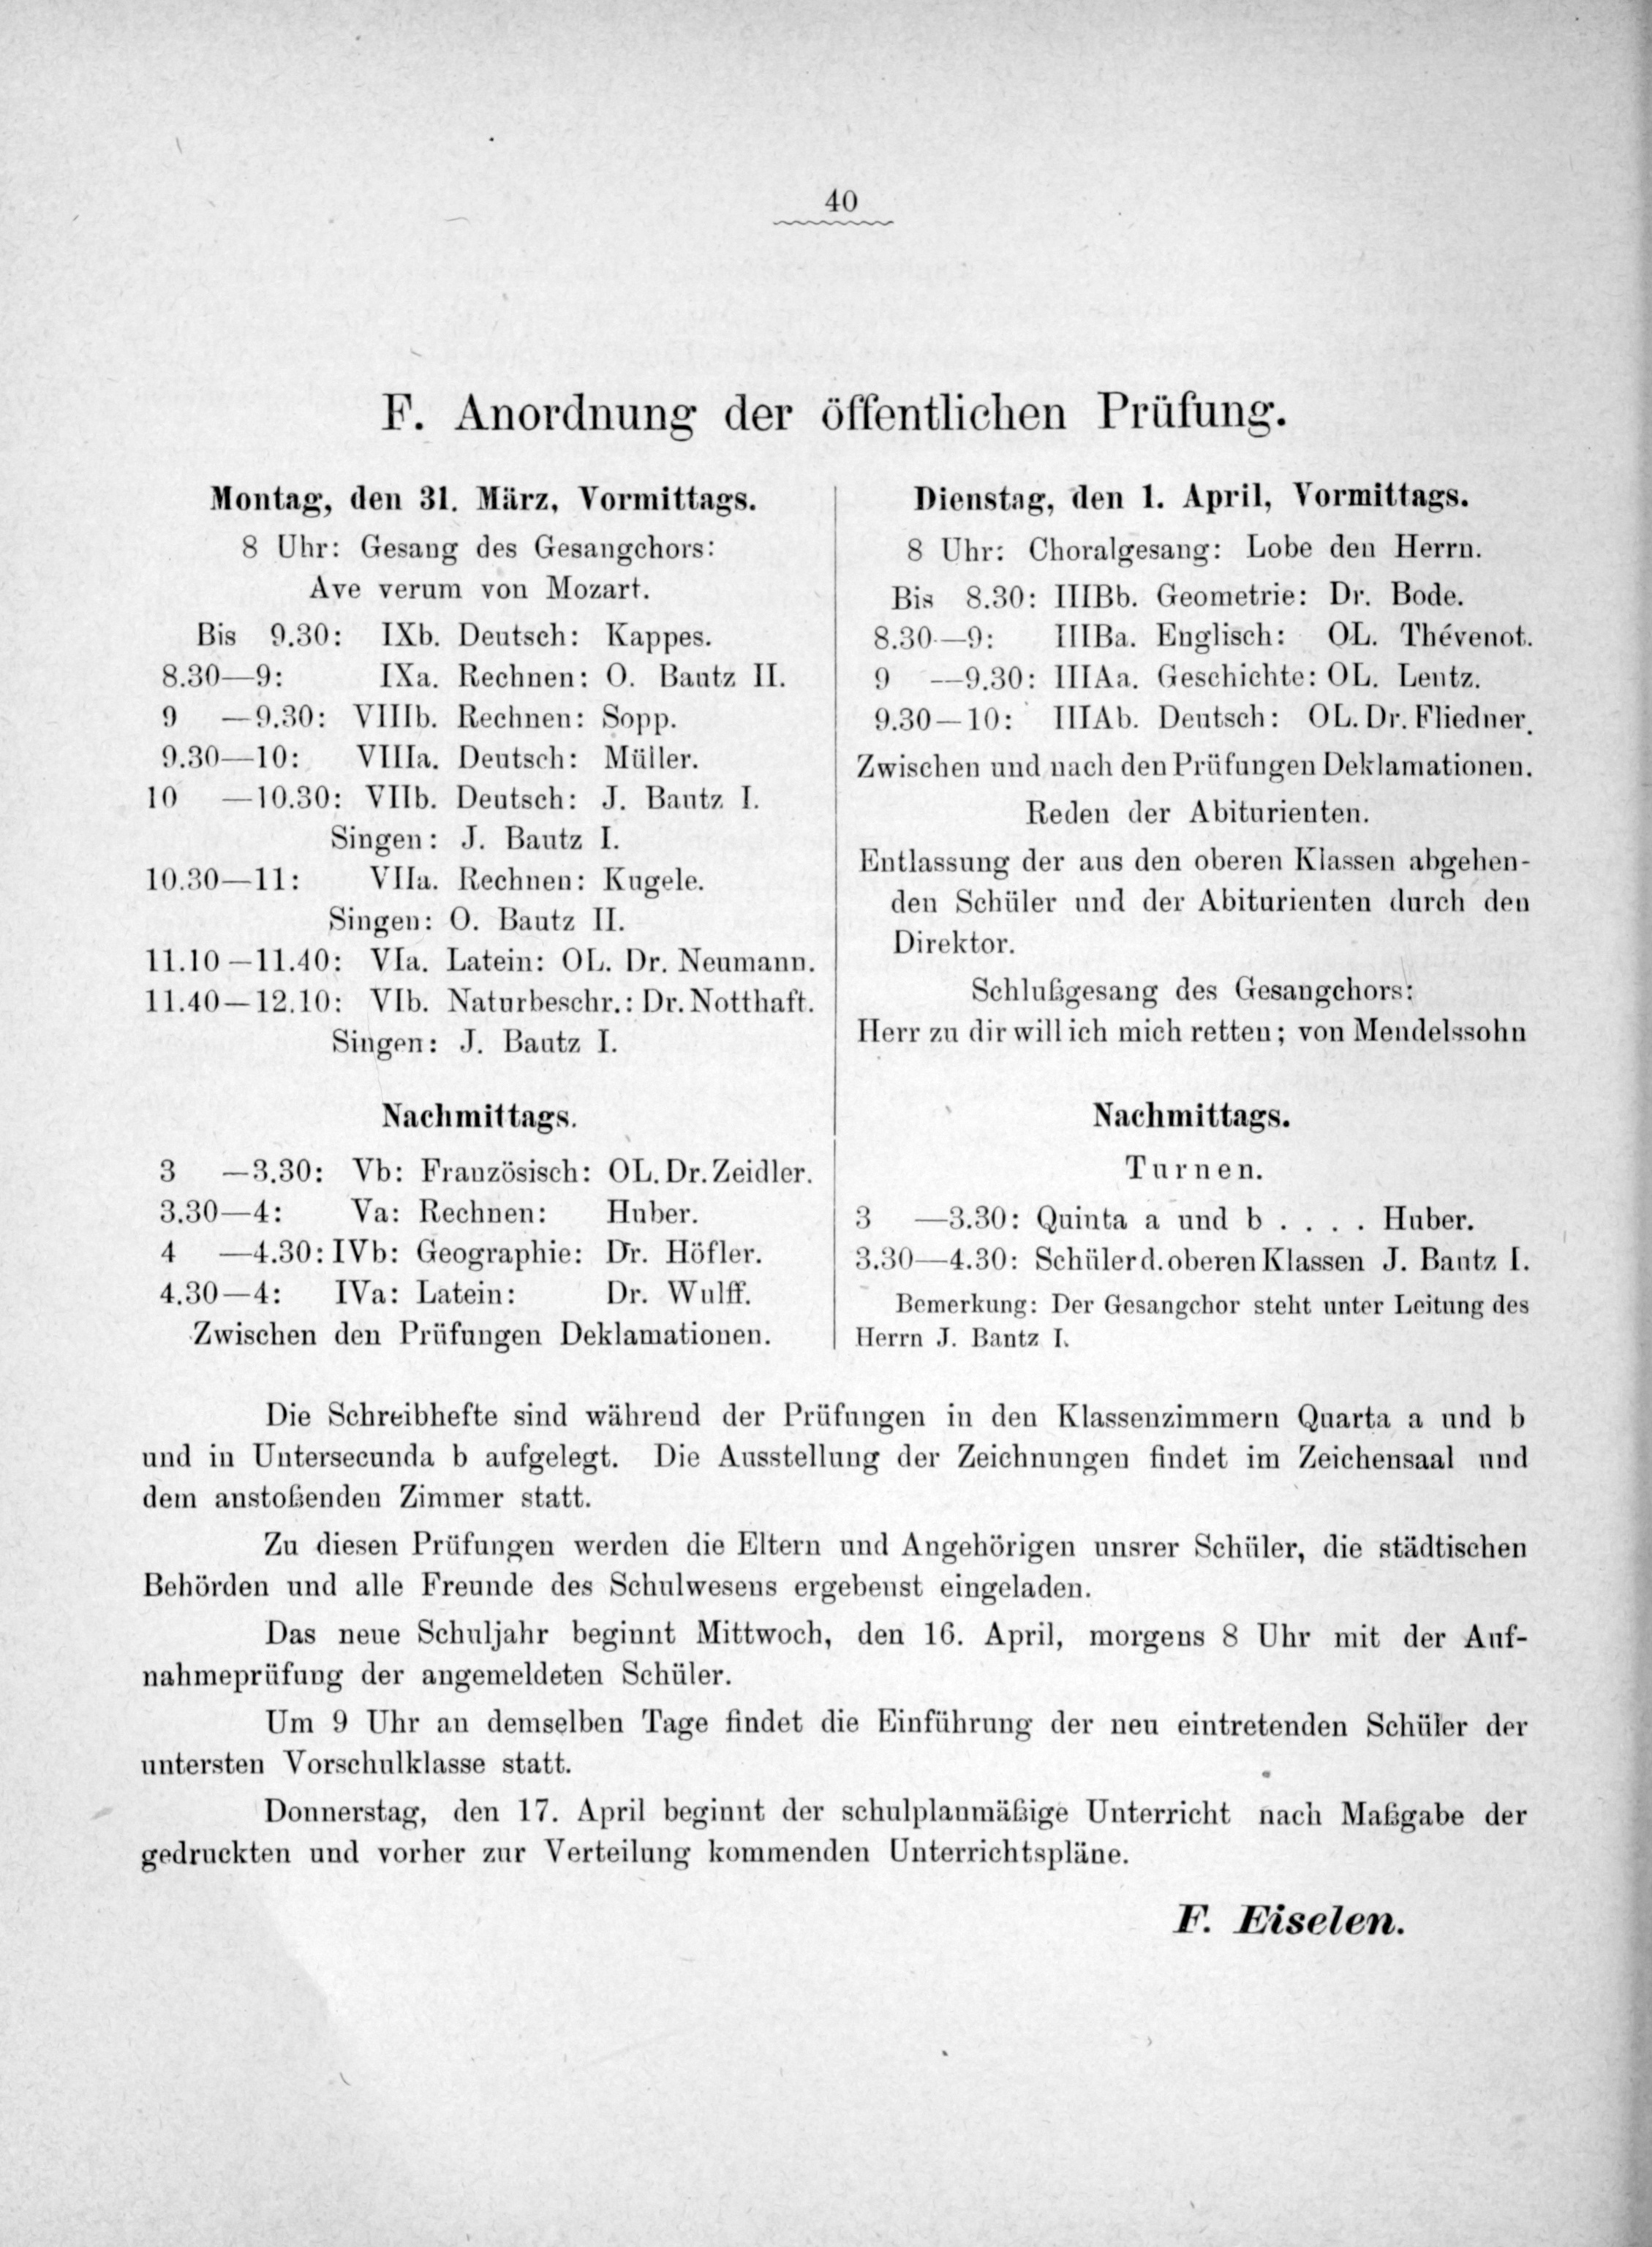 40
F. Anordnung der öffentlichen Prüfung.
Montag, den 31. März, Vormittags.
8 Uhr: Gesang des Gesangchors:
Ave verum von Mozart.
Bis 9.30: IXb. Deutsch: Kappes.
8.30—9: IXa. Rechnen: O. Bautz II.
9 —9.30: VIIIb. Rechnen: Sopp.
9.30—10: VIIIa. Deutsch: Müller.
10 —10.30: VIIb. Deutsch: J. Bautz I.
Singen: J. Bautz I.
10.30—11: VIIa. Rechnen: Kugele.
Singen: O. Bautz II.
11.10—11.40: VIa. Latein: OL. Dr. Neumann.
11.40—12.10: VIb. Naturbeschr.: Dr. Notthaft.
Singen: J. Bautz I.
Nachmittags.
3 —3.30: Vb: Französisch: OL. Dr. Zeidler.
3.30—4: Va: Rechnen: Huber.
4 —4.30: IVb: Geographie: Dr. Höfler.
4.30—4: IVa: Latein: Dr. Wulff.
Zwischen den Prüfungen Deklamationen.
Dienstag, den 1. April, Vormittags.
8 Uhr: Choralgesang: Lobe den Herrn.
Bis 8.30: IIIBb. Geometrie: Dr. Bode.
8.30—9: IIIBa. Englisch: OL. Thévenot.
9 —9.30: IIIAa. Geschichte: OL. Lentz.
9.30—10: IIIAb. Deutsch: OL. Dr. Fliedner.
Zwischen und nach den Prüfungen Deklamationen.
Reden der Abiturienten.
Entlassung der aus den oberen Klassen abgehen-
den Schüler und der Abiturienten durch den
Direktor.
Schlußgesang des Gesangchors:
Herr zu dir will ich mich retten; von Mendelssohn
Nachmittags.
Turnen.
3 —3.30: Quinta a und b . . . . Huber.
3.30—4.30: Schüler d. oberen Klassen J. Bautz I.
Bemerkung: Der Gesangchor steht unter Leitung des
Herrn J. Bantz I.
Die Schreibhefte sind während der Prüfungen in den Klassenzimmern Quarta a und b
und in Untersecunda b aufgelegt. Die Ausstellung der Zeichnungen findet im Zeichensaal und
dem anstoßenden Zimmer statt.
Zu diesen Prüfungen werden die Eltern und Angehörigen unsrer Schüler, die städtischen
Behörden und alle Freunde des Schulwesens ergebenst eingeladen.
Das neue Schuljahr beginnt Mittwoch, den 16. April, morgens 8 Uhr mit der Auf-
nahmeprüfung der angemeldeten Schüler.
Um 9 Uhr an demselben Tage findet die Einführung der neu eintretenden Schüler der
untersten Vorschulklasse statt.
Donnerstag, den 17. April beginnt der schulplanmäßige Unterricht nach Maßgabe der
gedruckten und vorher zur Verteilung kommenden Unterrichtspläne.
F. Eiselen.